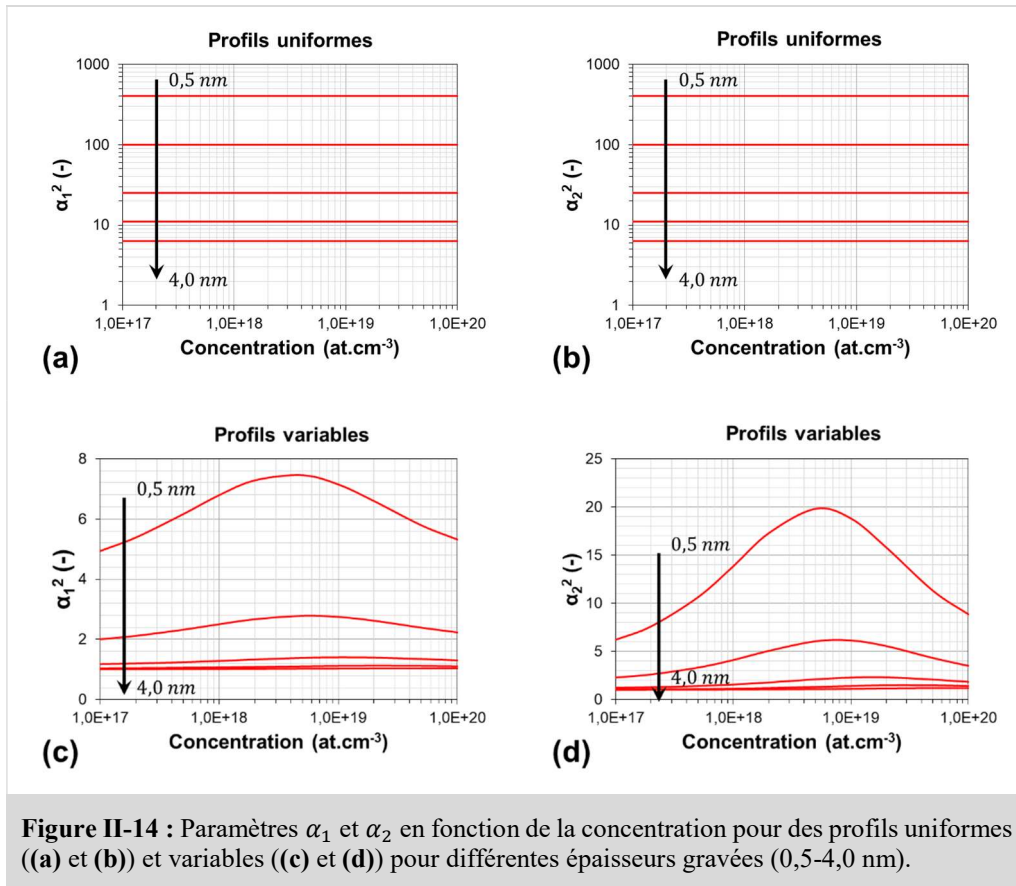 Profils uniformes
1000
100
10
1
α₁² (-)
0,5 nm
4,0 nm
1,0E+17 1,0E+18 1,0E+19 1,0E+20
Concentration (at.cm-3)
(a)
Profils uniformes
1000
100
10
1
α₂² (-)
0,5 nm
4,0 nm
1,0E+17 1,0E+18 1,0E+19 1,0E+20
Concentration (at.cm-3)
(b)
Profils variables
8
6
4
2
0
α₁² (-)
0,5 nm
4,0 nm
1,0E+17 1,0E+18 1,0E+19 1,0E+20
Concentration (at.cm-3)
(c)
Profils variables
25
20
15
10
5
0
α₂² (-)
0,5 nm
4,0 nm
1,0E+17 1,0E+18 1,0E+19 1,0E+20
Concentration (at.cm-3)
(d)
Figure II-14 : Paramètres α₁ et α₂ en fonction de la concentration pour des profils uniformes
((a) et (b)) et variables ((c) et (d)) pour différentes épaisseurs gravées (0,5-4,0 nm).